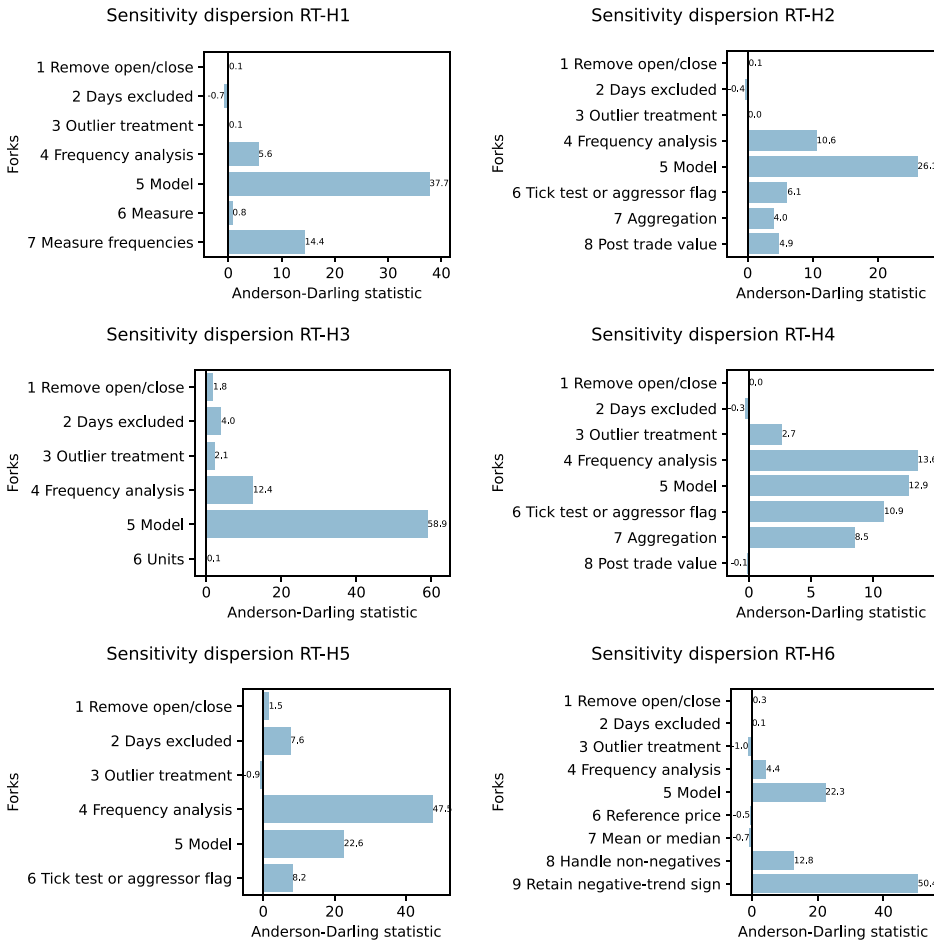 Sensitivity dispersion RT-H1
Forks
1 Remove open/close 0.1
2 Days excluded -0.7
3 Outlier treatment 0.1
4 Frequency analysis 5.6
5 Model 37.7
6 Measure 0.8
7 Measure frequencies 14.4
0 10 20 30 40
Anderson-Darling statistic
Sensitivity dispersion RT-H2
Forks
1 Remove open/close 0.1
2 Days excluded -0.4
3 Outlier treatment 0.0
4 Frequency analysis 10.6
5 Model 26.
6 Tick test or aggressor flag 6.1
7 Aggregation 4.0
8 Post trade value 4.9
0 10 20
Anderson-Darling statistic
Sensitivity dispersion RT-H3
Forks
1 Remove open/close 1.8
2 Days excluded 4.0
3 Outlier treatment 2.1
4 Frequency analysis 12.4
5 Model 58.9
6 Units 0.1
0 20 40 60
Anderson-Darling statistic
Sensitivity dispersion RT-H4
Forks
1 Remove open/close 0.0
2 Days excluded -0.3
3 Outlier treatment 2.7
4 Frequency analysis 13.6
5 Model 12.9
6 Tick test or aggressor flag 10.9
7 Aggregation 8.5
8 Post trade value -0.1
0 5 10
Anderson-Darling statistic
Sensitivity dispersion RT-H5
Forks
1 Remove open/close 1.5
2 Days excluded 7.6
3 Outlier treatment -0.9
4 Frequency analysis 47.5
5 Model 22.6
6 Tick test or aggressor flag 8.2
0 20 40
Anderson-Darling statistic
Sensitivity dispersion RT-H6
Forks
1 Remove open/close 0.3
2 Days excluded 0.1
3 Outlier treatment -1.0
4 Frequency analysis 4.4
5 Model 22.3
6 Reference price -0.5
7 Mean or median -0.7
8 Handle non-negatives 12.8
9 Retain negative-trend sign 50.4
0 20 40
Anderson-Darling statistic